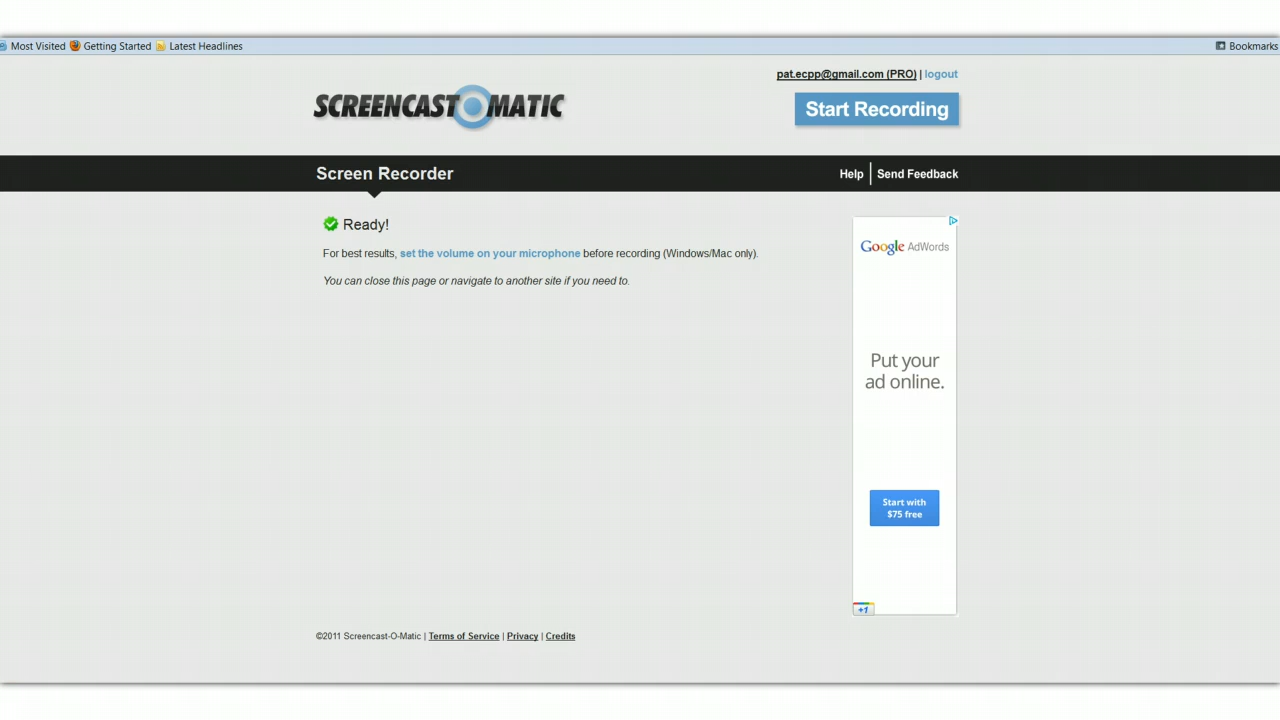 Most Visited Getting Started Latest Headlines Bookmarks
pat.ecpp@gmail.com (PRO) | logout
SCREENCAST-O-MATIC
Start Recording
Screen Recorder
Help | Send Feedback
Ready!
For best results, set the volume on your microphone before recording (Windows/Mac only).
You can close this page or navigate to another site if you need to.
Google AdWords
Put your
ad online.
Start with
$75 free
+1
©2011 Screencast-O-Matic | Terms of Service | Privacy | Credits